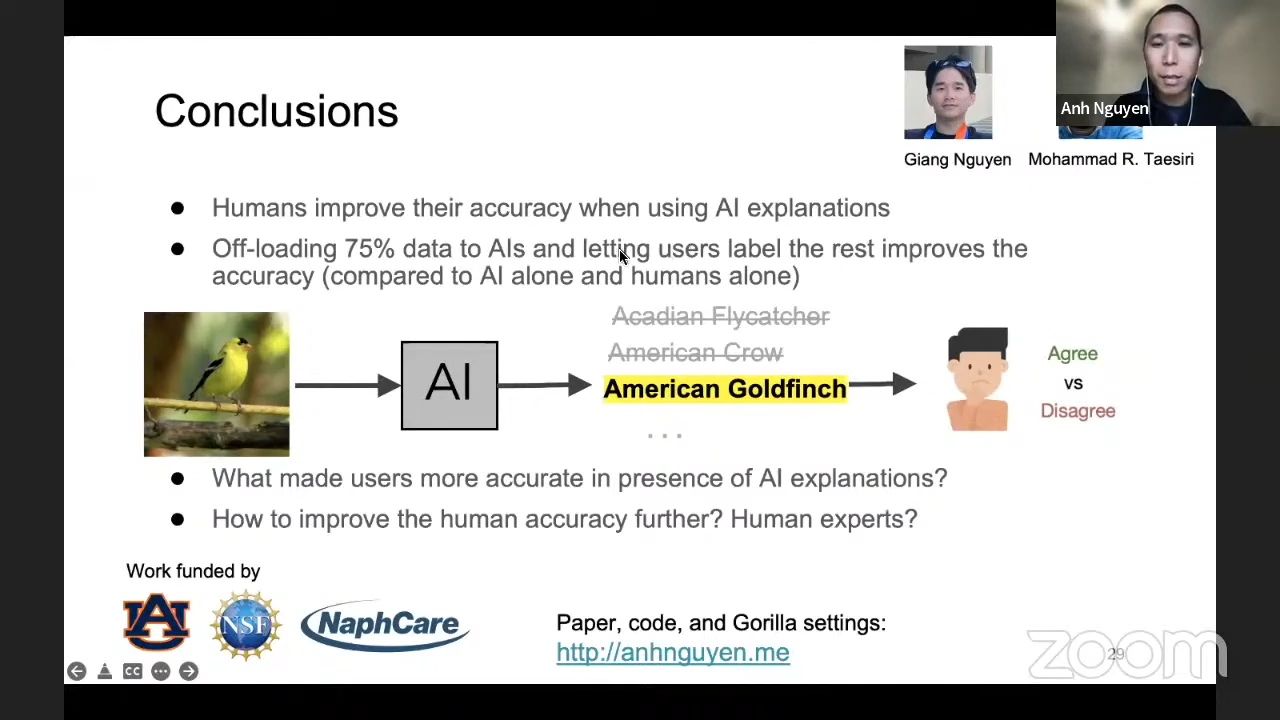 Anh Nguyen
Conclusions
Giang Nguyen
Mohammad R. Taesiri
● Humans improve their accuracy when using AI explanations
● Off-loading 75% data to AIs and letting users label the rest improves the
accuracy (compared to AI alone and humans alone)
Acadian Flycatcher
American Crow
AI
American Goldfinch
...
Agree
vs
Disagree
● What made users more accurate in presence of AI explanations?
● How to improve the human accuracy further? Human experts?
Work funded by
NSF
NaphCare
Paper, code, and Gorilla settings:
http://anhnguyen.me
CC
zoom
29